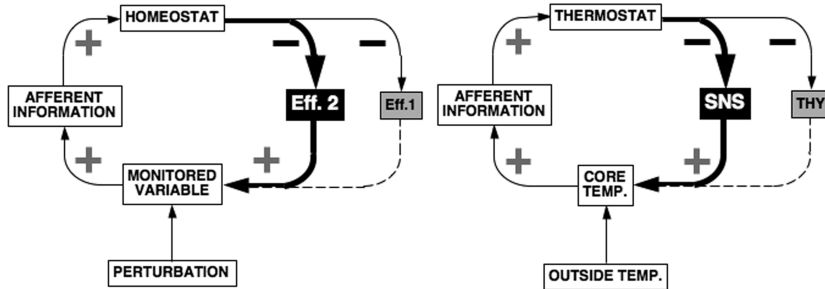 HOMEOSTAT
+
−
−
AFFERENT
INFORMATION
Eff. 2
Eff.1
+
+
MONITORED
VARIABLE
PERTURBATION
THERMOSTAT
+
−
−
AFFERENT
INFORMATION
SNS
THY
+
+
CORE
TEMP.
OUTSIDE TEMP.